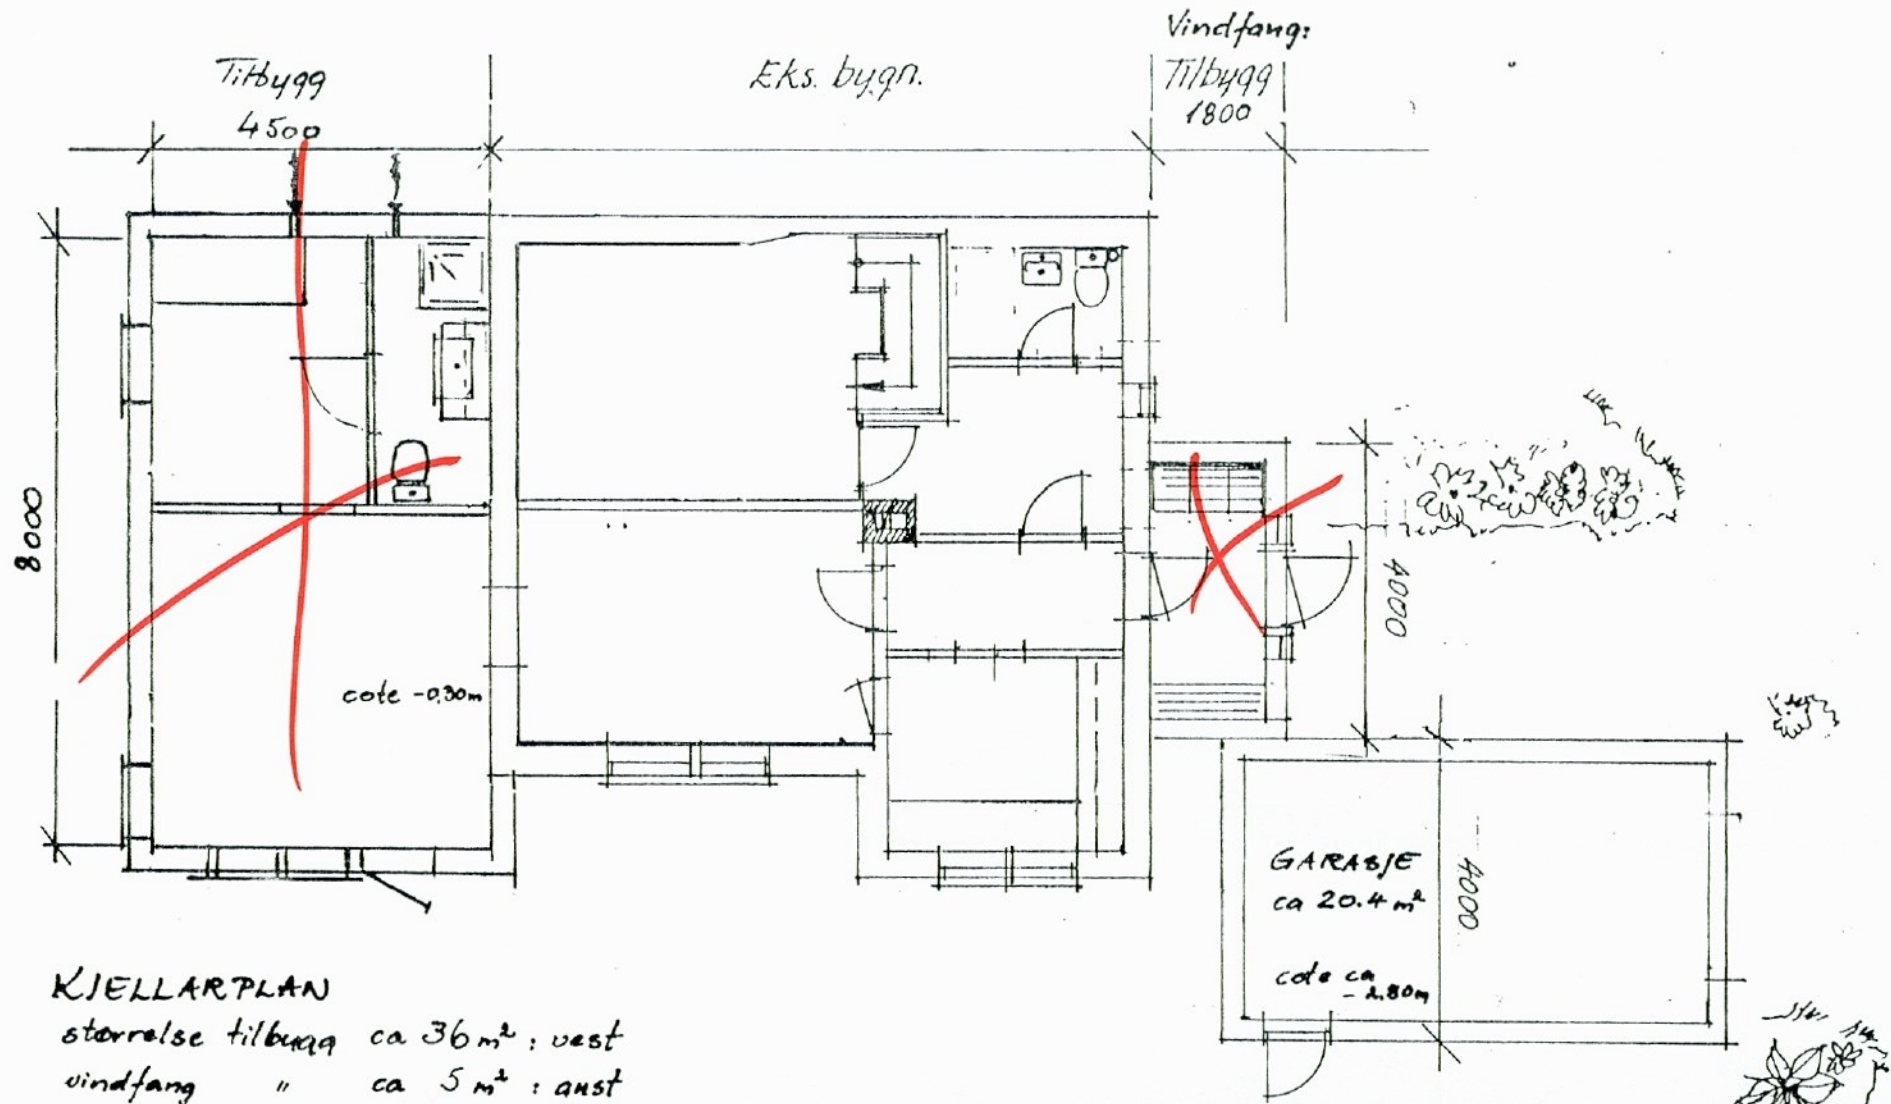 Vindfang:
Tilbygg
4500
Eks. bygn.
Tilbygg
1800
8000
cote -0,30m
4000
GARASJE
ca 20.4 m²
4000
cote ca
- 2.80m
KJELLARPLAN
størrelse tilbygg ca 36 m² : vest
vindfang " ca 5 m² : aust